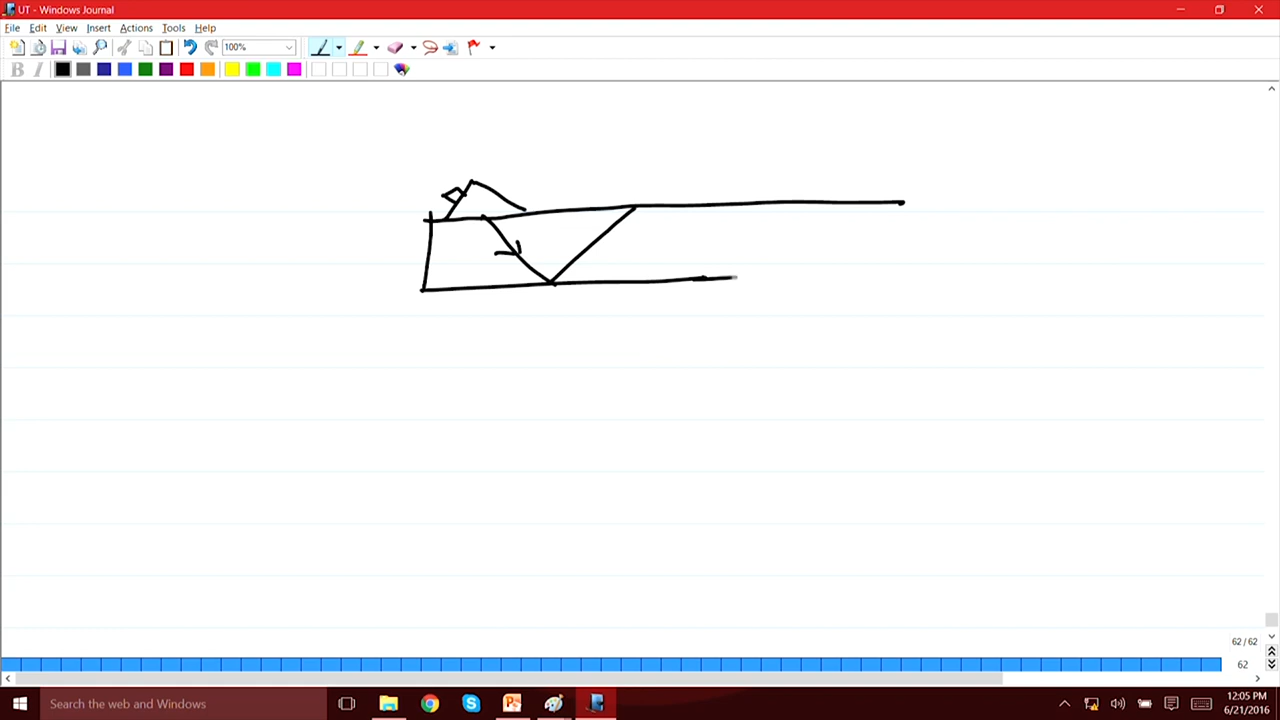 UT - Windows Journal
File Edit View Insert Actions Tools Help
100%
B I
62 / 62
62
Search the web and Windows
12:05 PM
6/21/2016